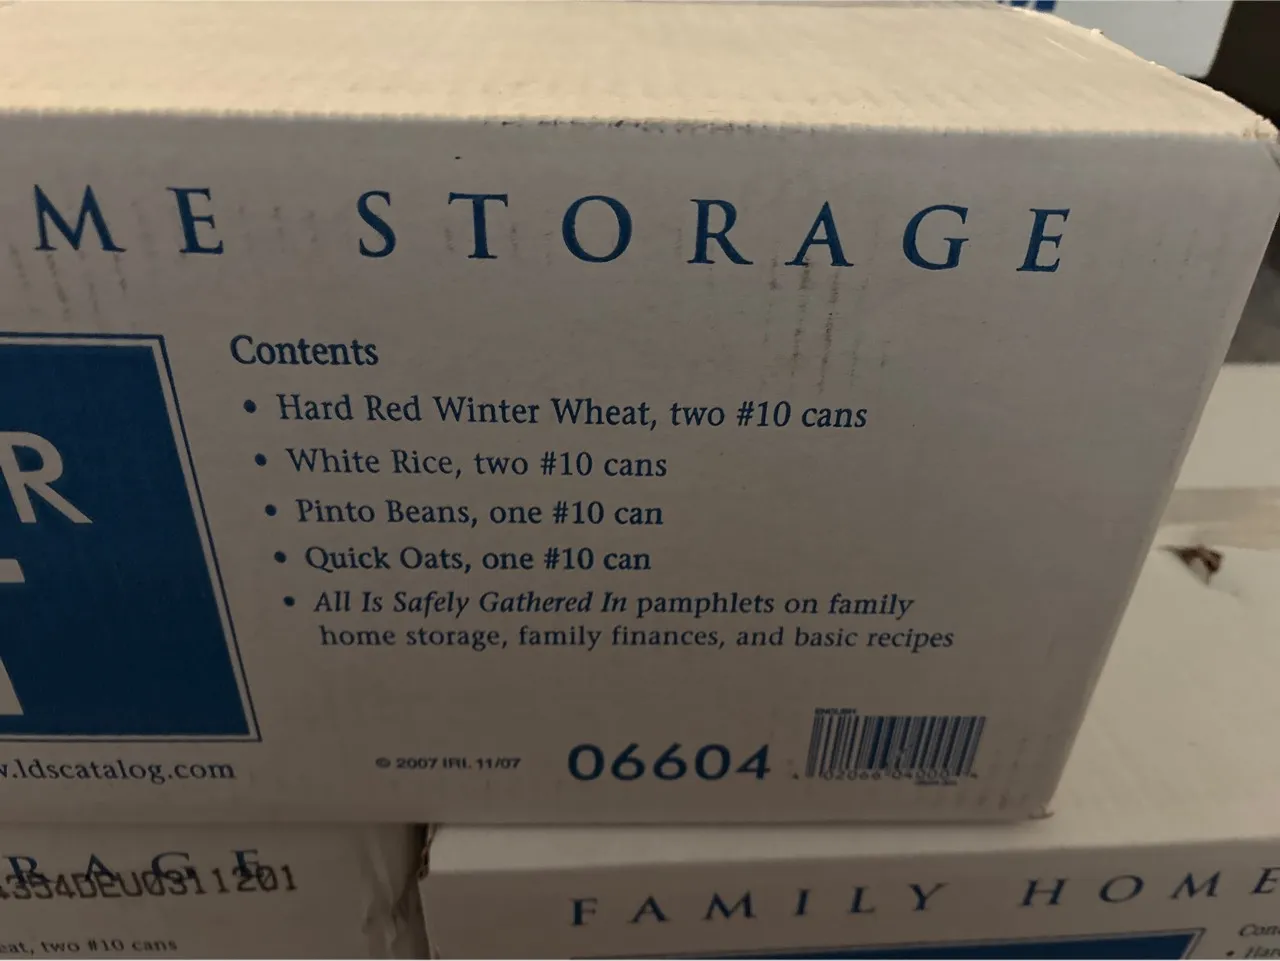 ME STORAGE
R
Contents
• Hard Red Winter Wheat, two #10 cans
• White Rice, two #10 cans
• Pinto Beans, one #10 can
• Quick Oats, one #10 can
• All Is Safely Gathered In pamphlets on family
home storage, family finances, and basic recipes
.ldscatalog.com
© 2007 IRI. 11/07
06604
ENGLISH
RAGE
eat, two #10 cans
FAMILY HOME